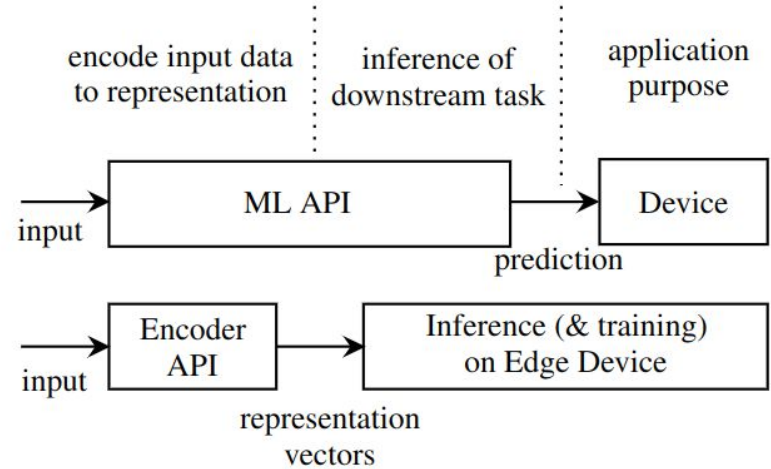 encode input data
to representation
inference of
downstream task
application
purpose
input
ML API
prediction
Device
input
Encoder
API
representation
vectors
Inference (& training)
on Edge Device